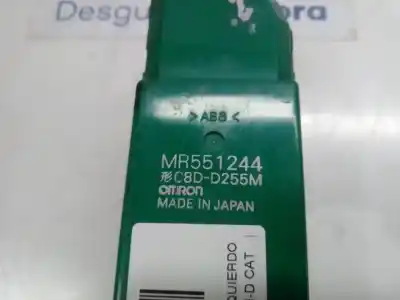 Desgu ora
>ABS<
MR551244
形C8D-D255M
omron
MADE IN JAPAN
QUIERDO
-D CAT